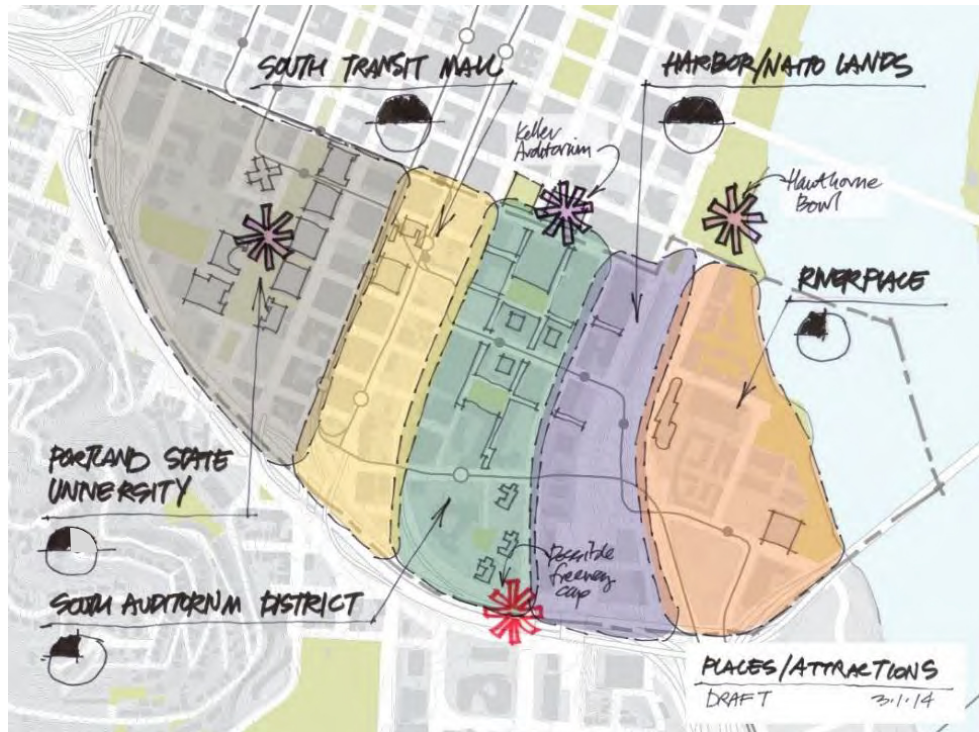 SOUTH TRANSIT MALL
HARBOR/NAITO LANDS
Keller
Auditorium
Hawthorne
Bowl
RIVERPLACE
PORTLAND STATE
UNIVERSITY
SOUTH AUDITORIUM DISTRICT
Possible
freeway
cap
PLACES/ATTRACTIONS
DRAFT 3.1.14